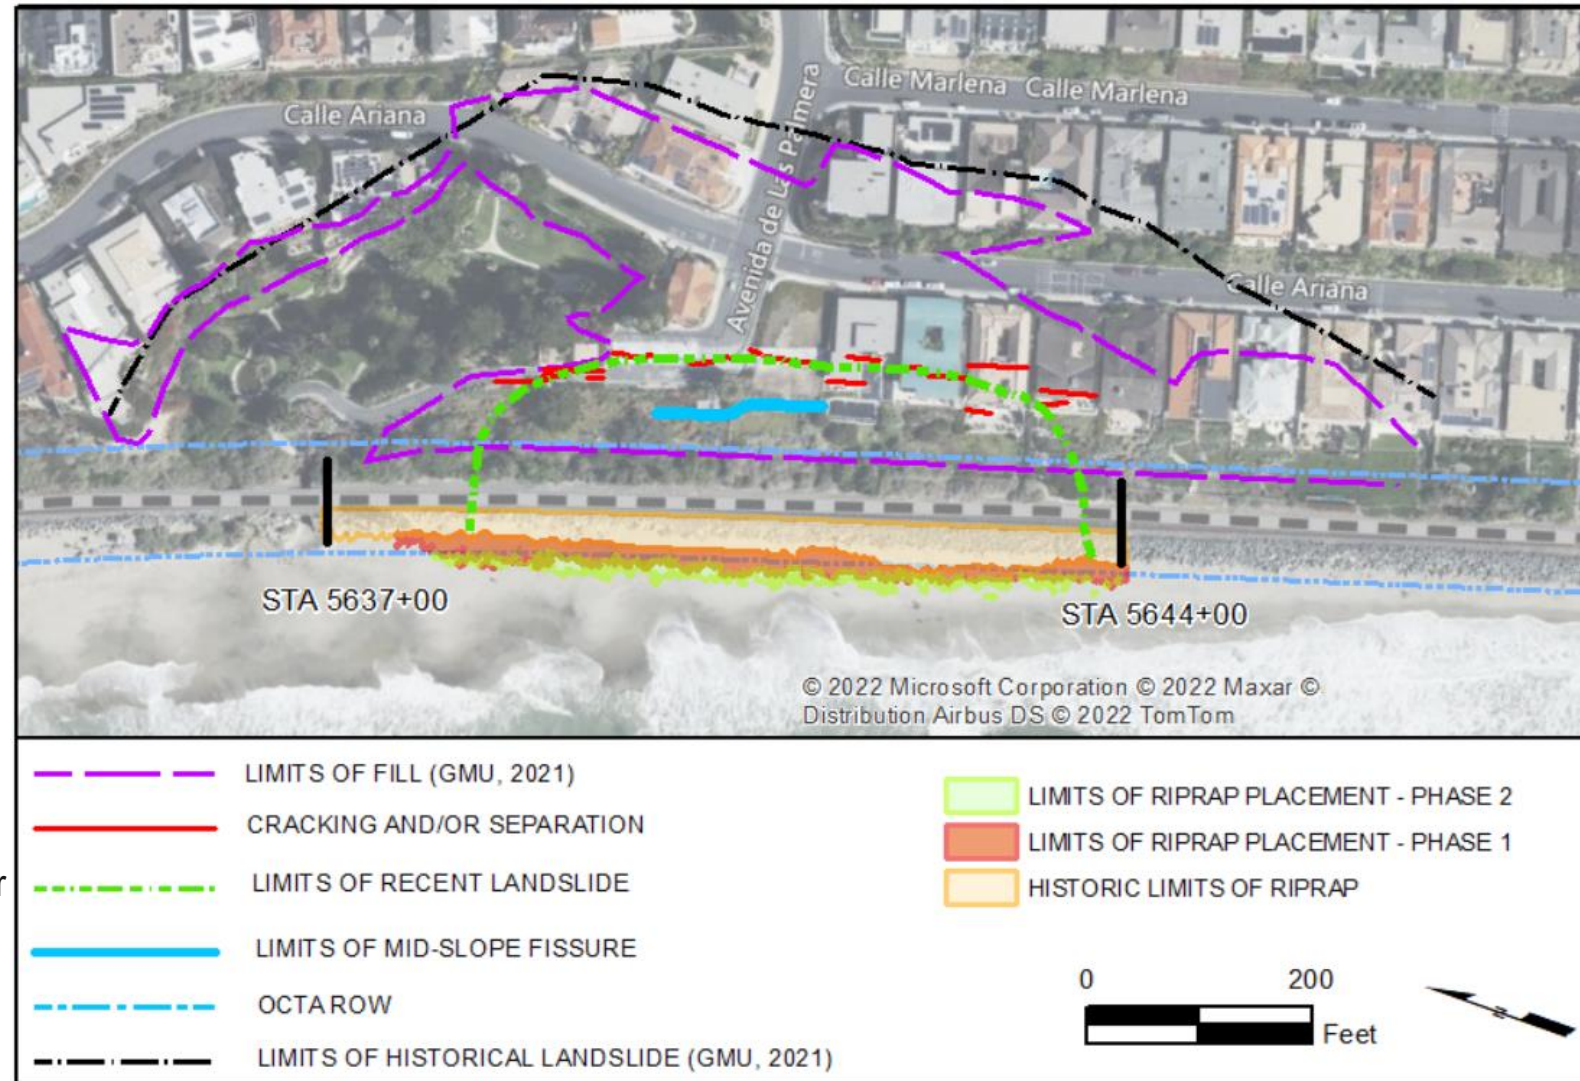 Calle Marlena Calle Marlena
Calle Ariana
Avenida de Las Palmera
Calle Ariana
STA 5637+00
STA 5644+00
© 2022 Microsoft Corporation © 2022 Maxar ©
Distribution Airbus DS © 2022 TomTom
LIMITS OF FILL (GMU, 2021)
CRACKING AND/OR SEPARATION
LIMITS OF RECENT LANDSLIDE
LIMITS OF MID-SLOPE FISSURE
OCTA ROW
LIMITS OF HISTORICAL LANDSLIDE (GMU, 2021)
LIMITS OF RIPRAP PLACEMENT - PHASE 2
LIMITS OF RIPRAP PLACEMENT - PHASE 1
HISTORIC LIMITS OF RIPRAP
0 200
Feet
N
r